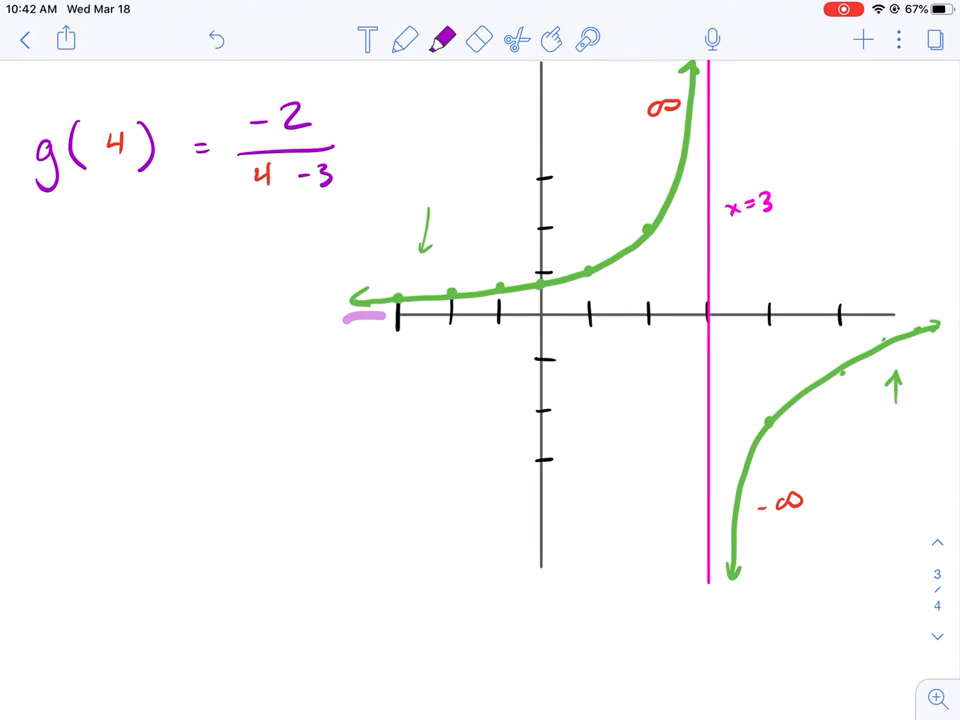 10:42 AM Wed Mar 18
67%
T
g( 4 ) = -2 / 4 -3
∞
x=3
-∞
3
/
4